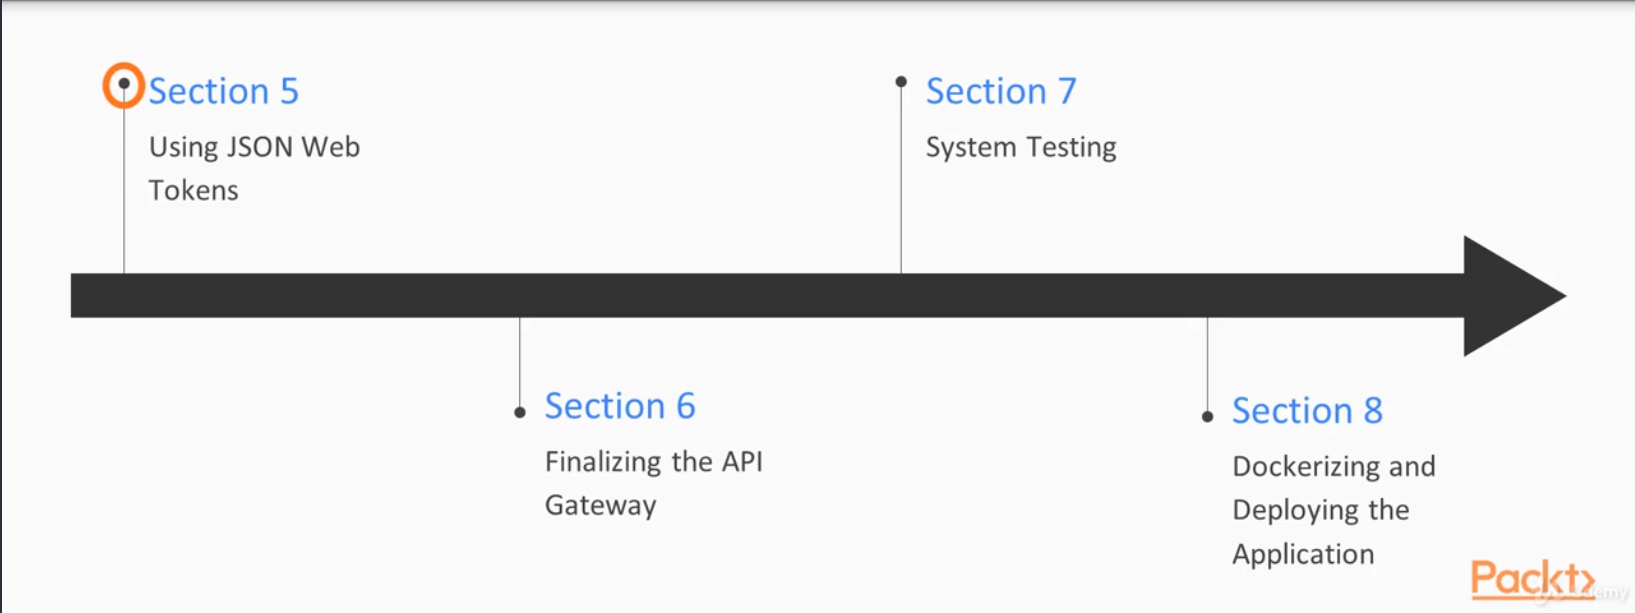 Section 5
Using JSON Web
Tokens
Section 7
System Testing
Section 6
Finalizing the API
Gateway
Section 8
Dockerizing and
Deploying the
Application
Packt>
Udemy